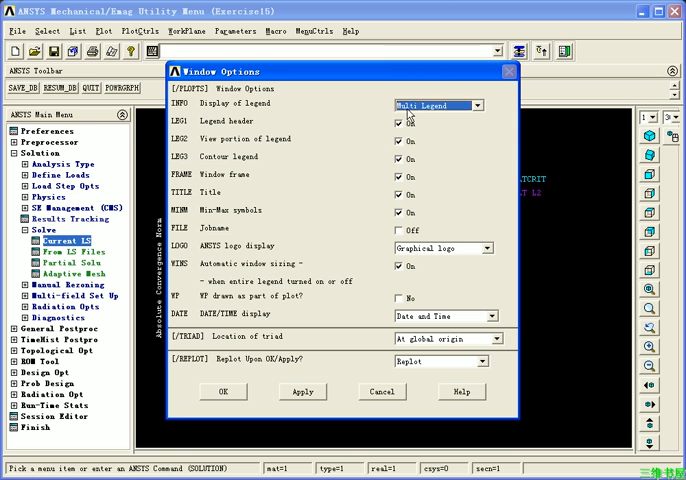 ANSYS Mechanical/Emag Utility Menu (Exercise15)
File Select List Plot PlotCtrls WorkPlane Parameters Macro MenuCtrls Help
ANSYS Toolbar
SAVE_DB RESUM_DB QUIT POWRGRPH
ANSYS Main Menu
Preferences
Preprocessor
Solution
Analysis Type
Define Loads
Load Step Opts
Physics
SE Management (CMS)
Results Tracking
Solve
Current LS
From LS Files
Partial Solu
Adaptive Mesh
Manual Rezoning
Multi-field Set Up
Radiation Opts
Diagnostics
General Postproc
TimeHist Postpro
Topological Opt
ROM Tool
Design Opt
Prob Design
Radiation Opt
Run-Time Stats
Session Editor
Finish
Absolute Convergence Norm
Window Options
[/PLOPTS] Window Options
INFO Display of legend Multi Legend
LEG1 Legend header On
LEG2 View portion of legend On
LEG3 Contour legend On
FRAME Window frame On
TITLE Title On
MINM Min-Max symbols On
FILE Jobname Off
LOGO ANSYS logo display Graphical logo
WINS Automatic window sizing - On
- when entire legend turned on or off
WP WP drawn as part of plot? No
DATE DATE/TIME display Date and Time
[/TRIAD] Location of triad At global origin
[/REPLOT] Replot Upon OK/Apply? Replot
OK Apply Cancel Help
TCRIT
T L2
1
Pick a menu item or enter an ANSYS Command (SOLUTION) mat=1 type=1 real=1 csys=0 secn=1
三维书屋